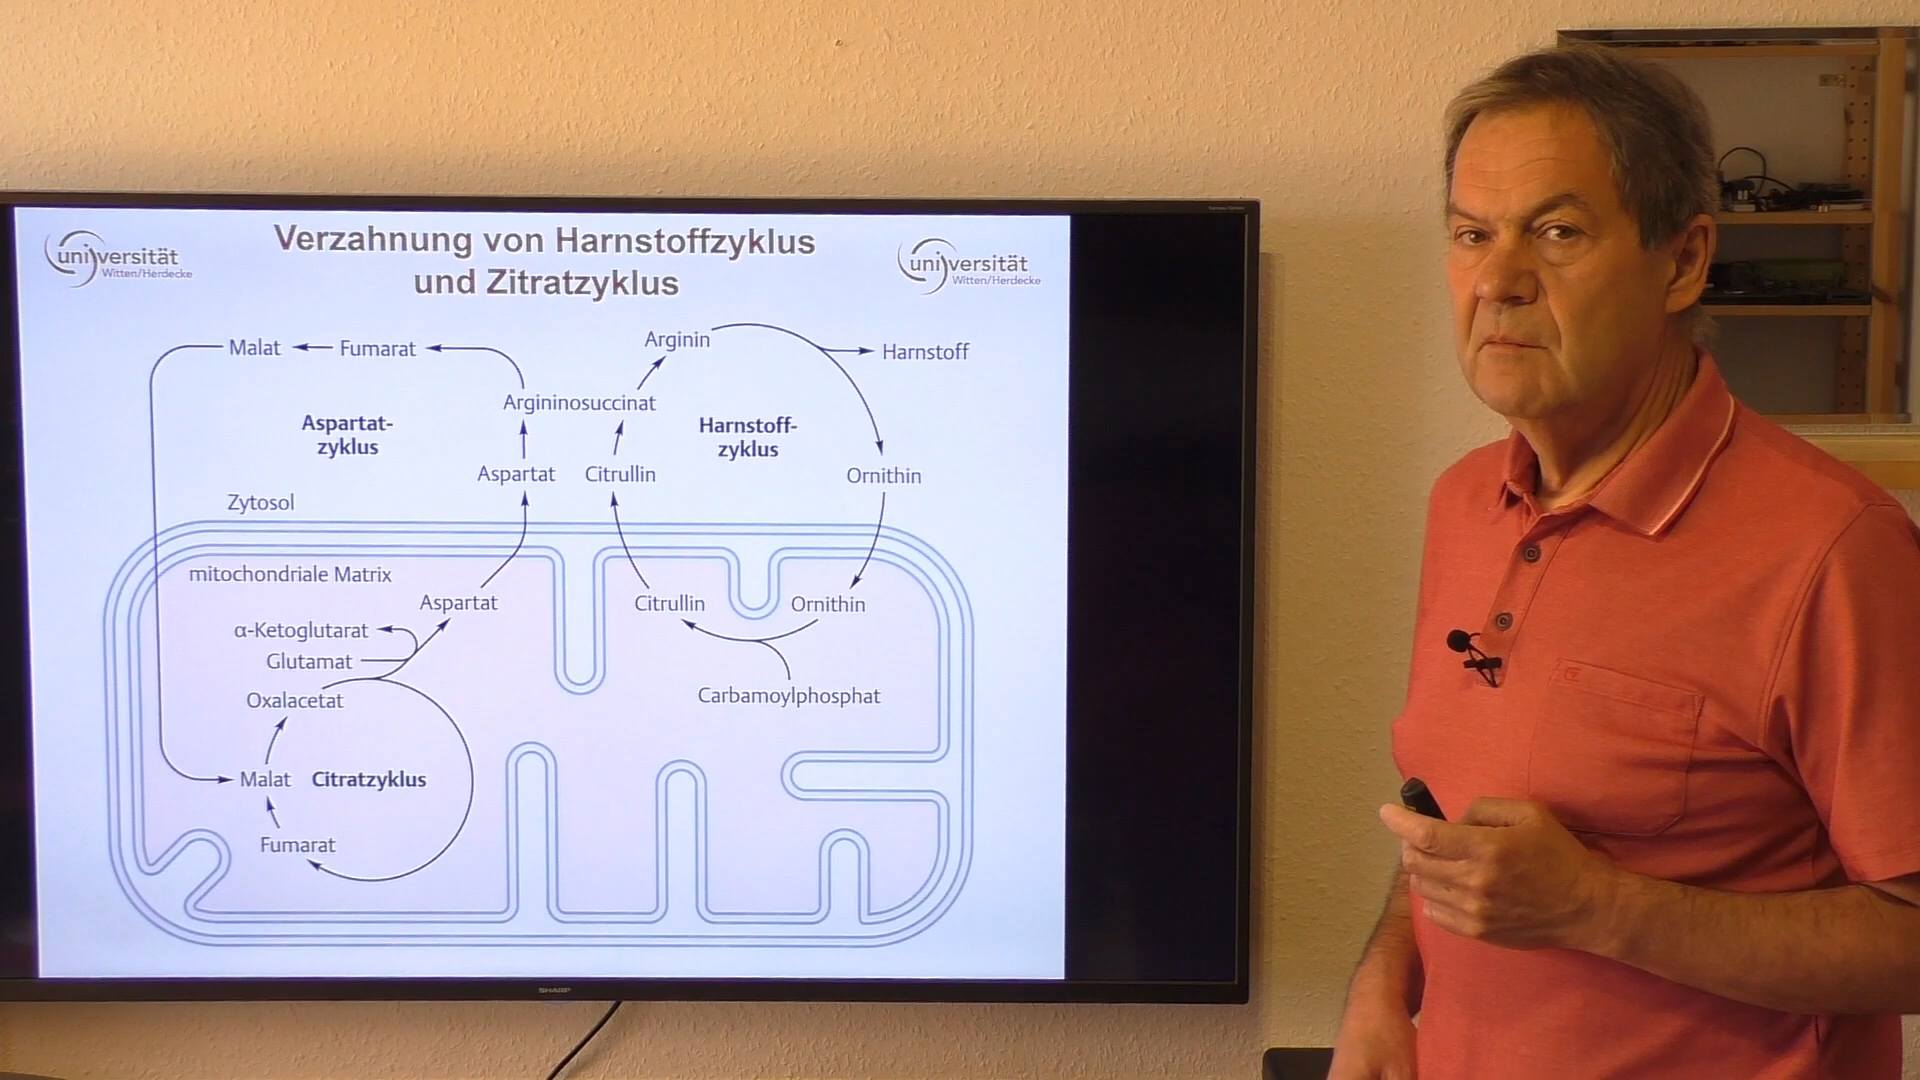 universität
Witten/Herdecke
Verzahnung von Harnstoffzyklus
und Zitratzyklus
universität
Witten/Herdecke
Malat
Fumarat
Arginin
Harnstoff
Argininosuccinat
Aspartat-
zyklus
Harnstoff-
zyklus
Aspartat
Citrullin
Ornithin
Zytosol
mitochondriale Matrix
Aspartat
Citrullin
Ornithin
α-Ketoglutarat
Glutamat
Oxalacetat
Carbamoylphosphat
Malat
Citratzyklus
Fumarat
SHARP